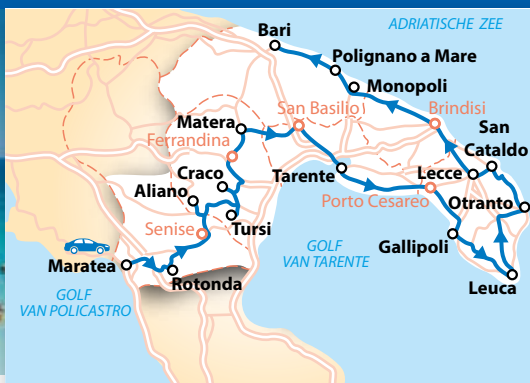 ADRIATISCHE ZEE
Bari
Polignano a Mare
Monopoli
San Basilio
Brindisi
Matera
Ferrandina
San
Cataldo
Craco
Tarente
Lecce
Aliano
Otranto
Porto Cesareo
Senise
Tursi
GOLF
VAN TARENTE
Gallipoli
Maratea
Rotonda
Leuca
GOLF
VAN POLICASTRO